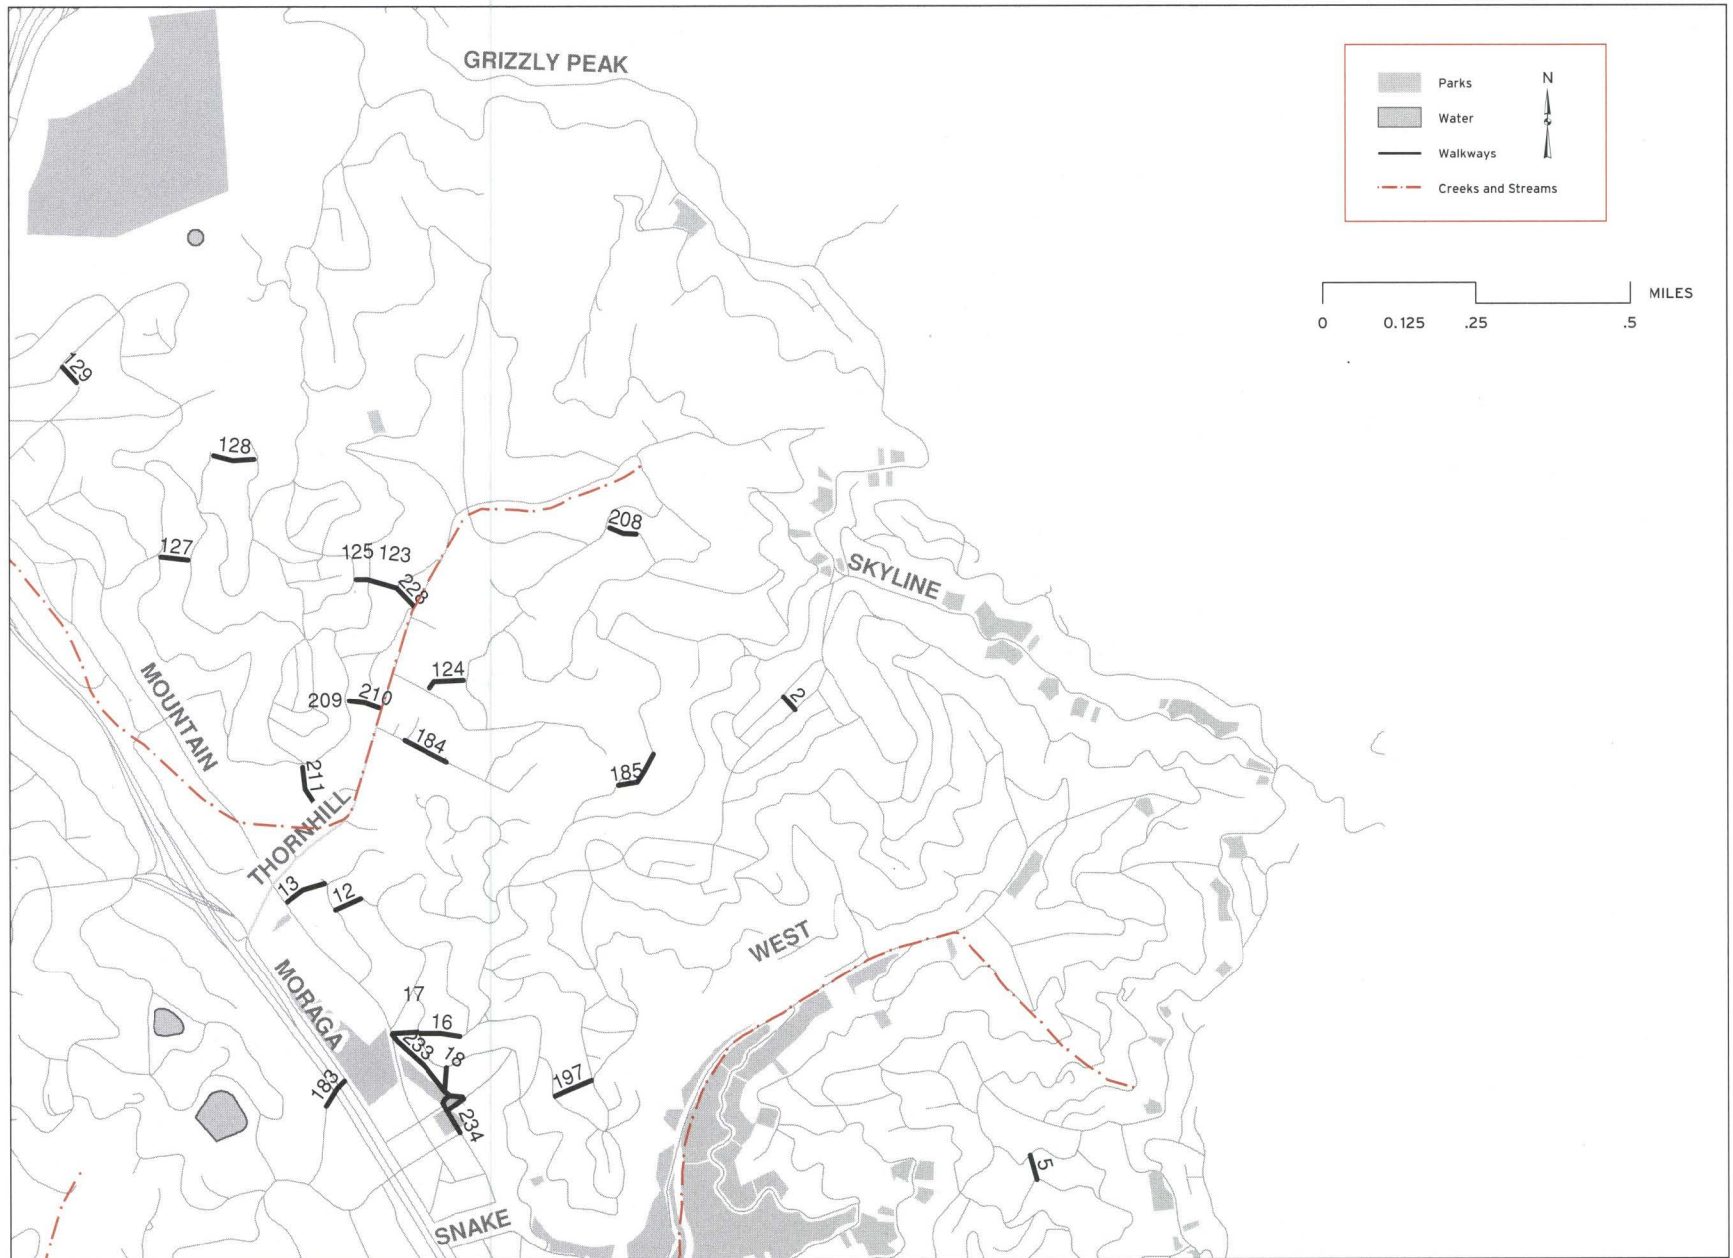 GRIZZLY PEAK
Parks
N
Water
Walkways
Creeks and Streams
MILES
0
0.125
.25
.5
129
128
208
127
125
123
228
SKYLINE
124
MOUNTAIN
209
210
2
184
211
185
THORNHILL
13
12
WEST
MORAGA
17
16
233
18
183
197
234
5
SNAKE